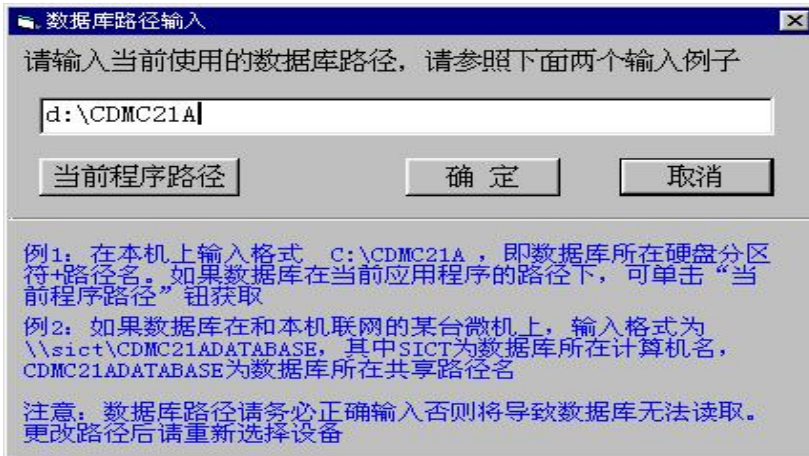 数据库路径输入
请输入当前使用的数据库路径，请参照下面两个输入例子
d:\CDMC21A
当前程序路径 确 定 取消
例1：在本机上输入格式 C:\CDMC21A ，即数据库所在硬盘分区
符+路径名。如果数据库在当前应用程序的路径下，可单击“当
前程序路径”钮获取
例2：如果数据库在和本机联网的某台微机上，输入格式为
\\sict\CDMC21ADATABASE，其中SICT为数据库所在计算机名，
CDMC21ADATABASE为数据库所在共享路径名
注意：数据库路径请务必正确输入否则将导致数据库无法读取。
更改路径后请重新选择设备